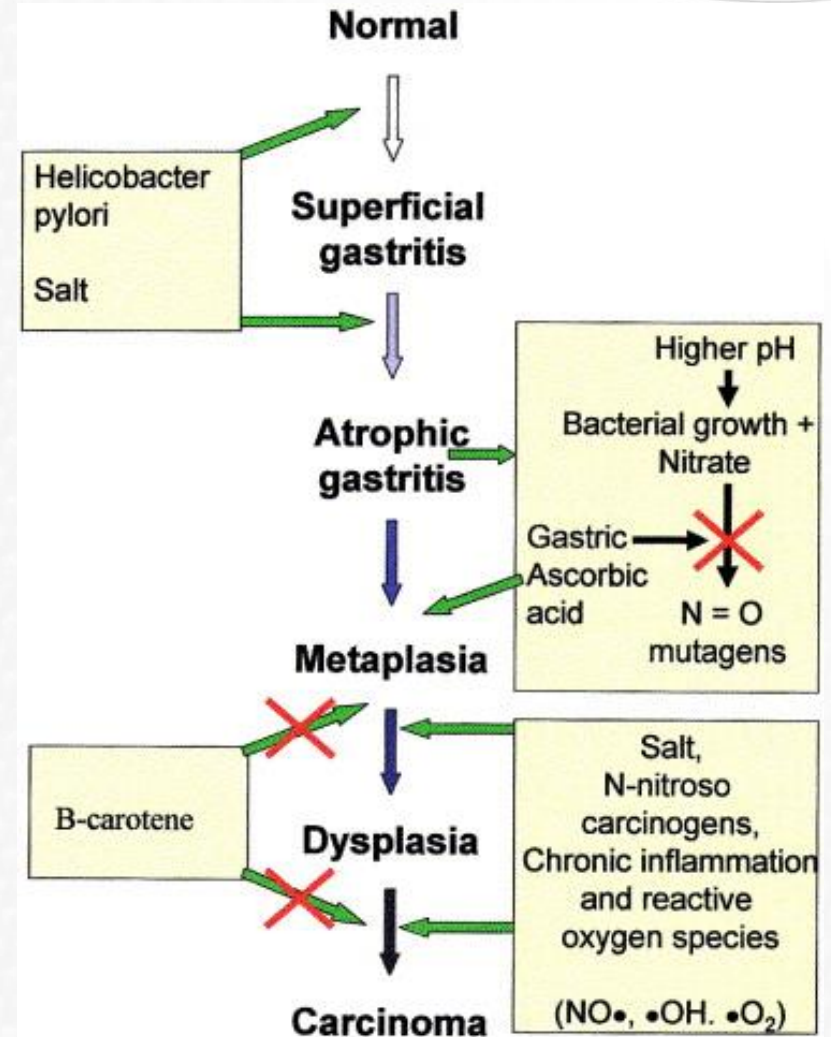 Normal
Helicobacter
pylori
Salt
Superficial
gastritis
Atrophic
gastritis
Higher pH
Bacterial growth +
Nitrate
Gastric
Ascorbic
acid
N = O
mutagens
Metaplasia
B-carotene
Dysplasia
Salt,
N-nitroso
carcinogens,
Chronic inflammation
and reactive
oxygen species
(NO•, •OH. •O₂)
Carcinoma